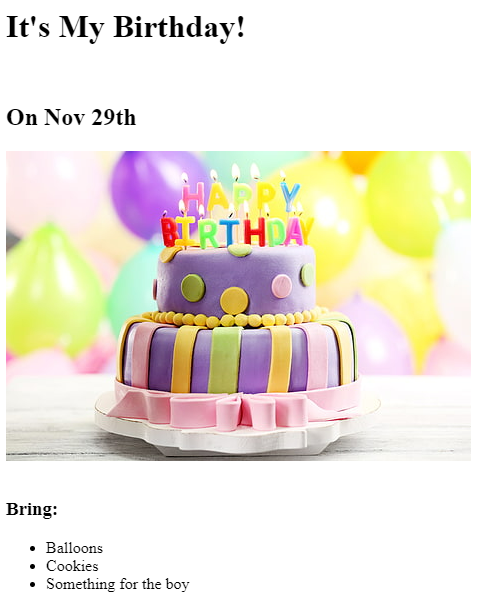 It's My Birthday!
On Nov 29th
HAPPY
BIRTHDAY
Bring:
Balloons
Cookies
Something for the boy